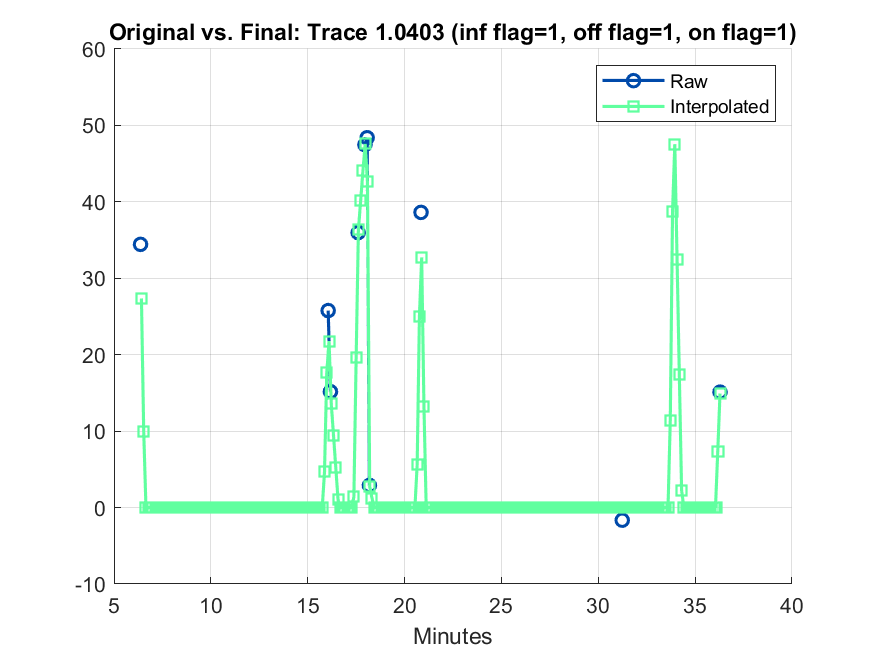 Original vs. Final: Trace 1.0403 (inf flag=1, off flag=1, on flag=1)
60
50
40
30
20
10
0
-10
Raw
Interpolated
5 10 15 20 25 30 35 40
Minutes